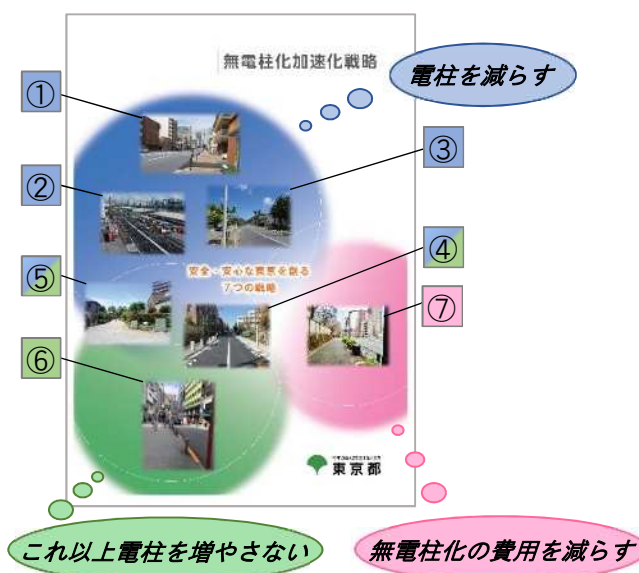 無電柱化加速化戦略
電柱を減らす
①
③
②
④
安全・安心な東京を創る
7つの戦略
⑤
⑦
⑥
東京都
これ以上電柱を増やさない
無電柱化の費用を減らす